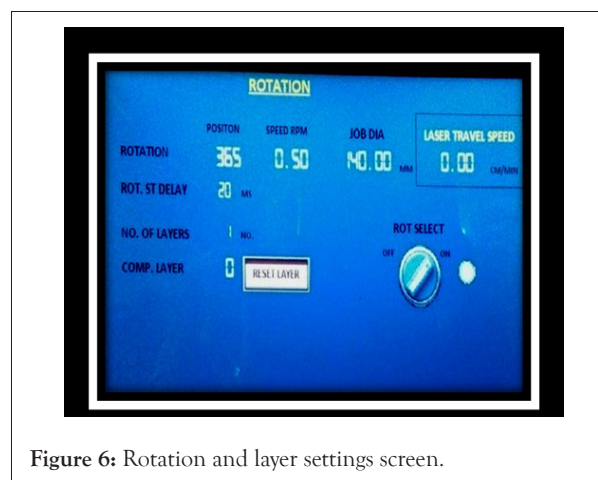 ROTATION
POSITON SPEED RPM JOB DIA LASER TRAVEL SPEED
ROTATION 365 0.50 140.00 MM 0.00 CM/MIN
ROT. ST DELAY 20 MS
NO. OF LAYERS 1 NO. ROT SELECT
OFF ON
COMP. LAYER 0 RESET LAYER
Figure 6: Rotation and layer settings screen.